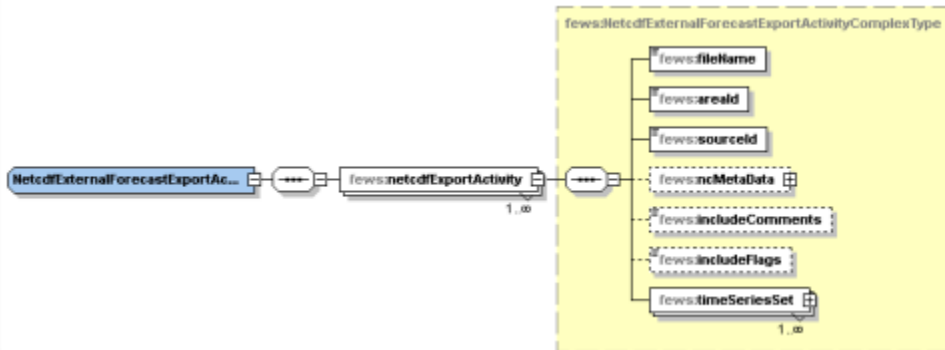 fews:NetcdfExternalForecastExportActivityComplexType
fews:fileName
fews:areaId
fews:sourceId
NetcdfExternalForecastExportAc...
fews:netcdfExportActivity
1..∞
fews:ncMetaData
fews:includeComments
fews:includeFlags
fews:timeSeriesSet
1..∞